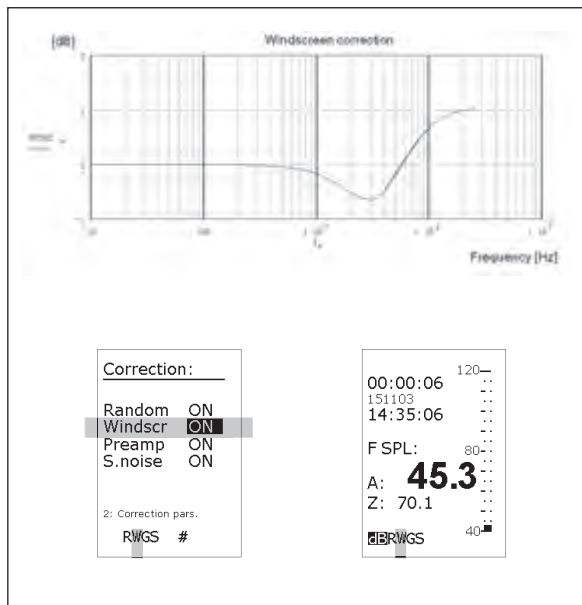 [dB]
Windscreen correction
Frequency [Hz]
Correction:
Random ON
Windscr ON
Preamp ON
S.noise ON
2: Correction pars.
RWGS #
120
00:00:06
151103
14:35:06
F SPL:
80
A: 45.3
Z: 70.1
dBRWGS
40